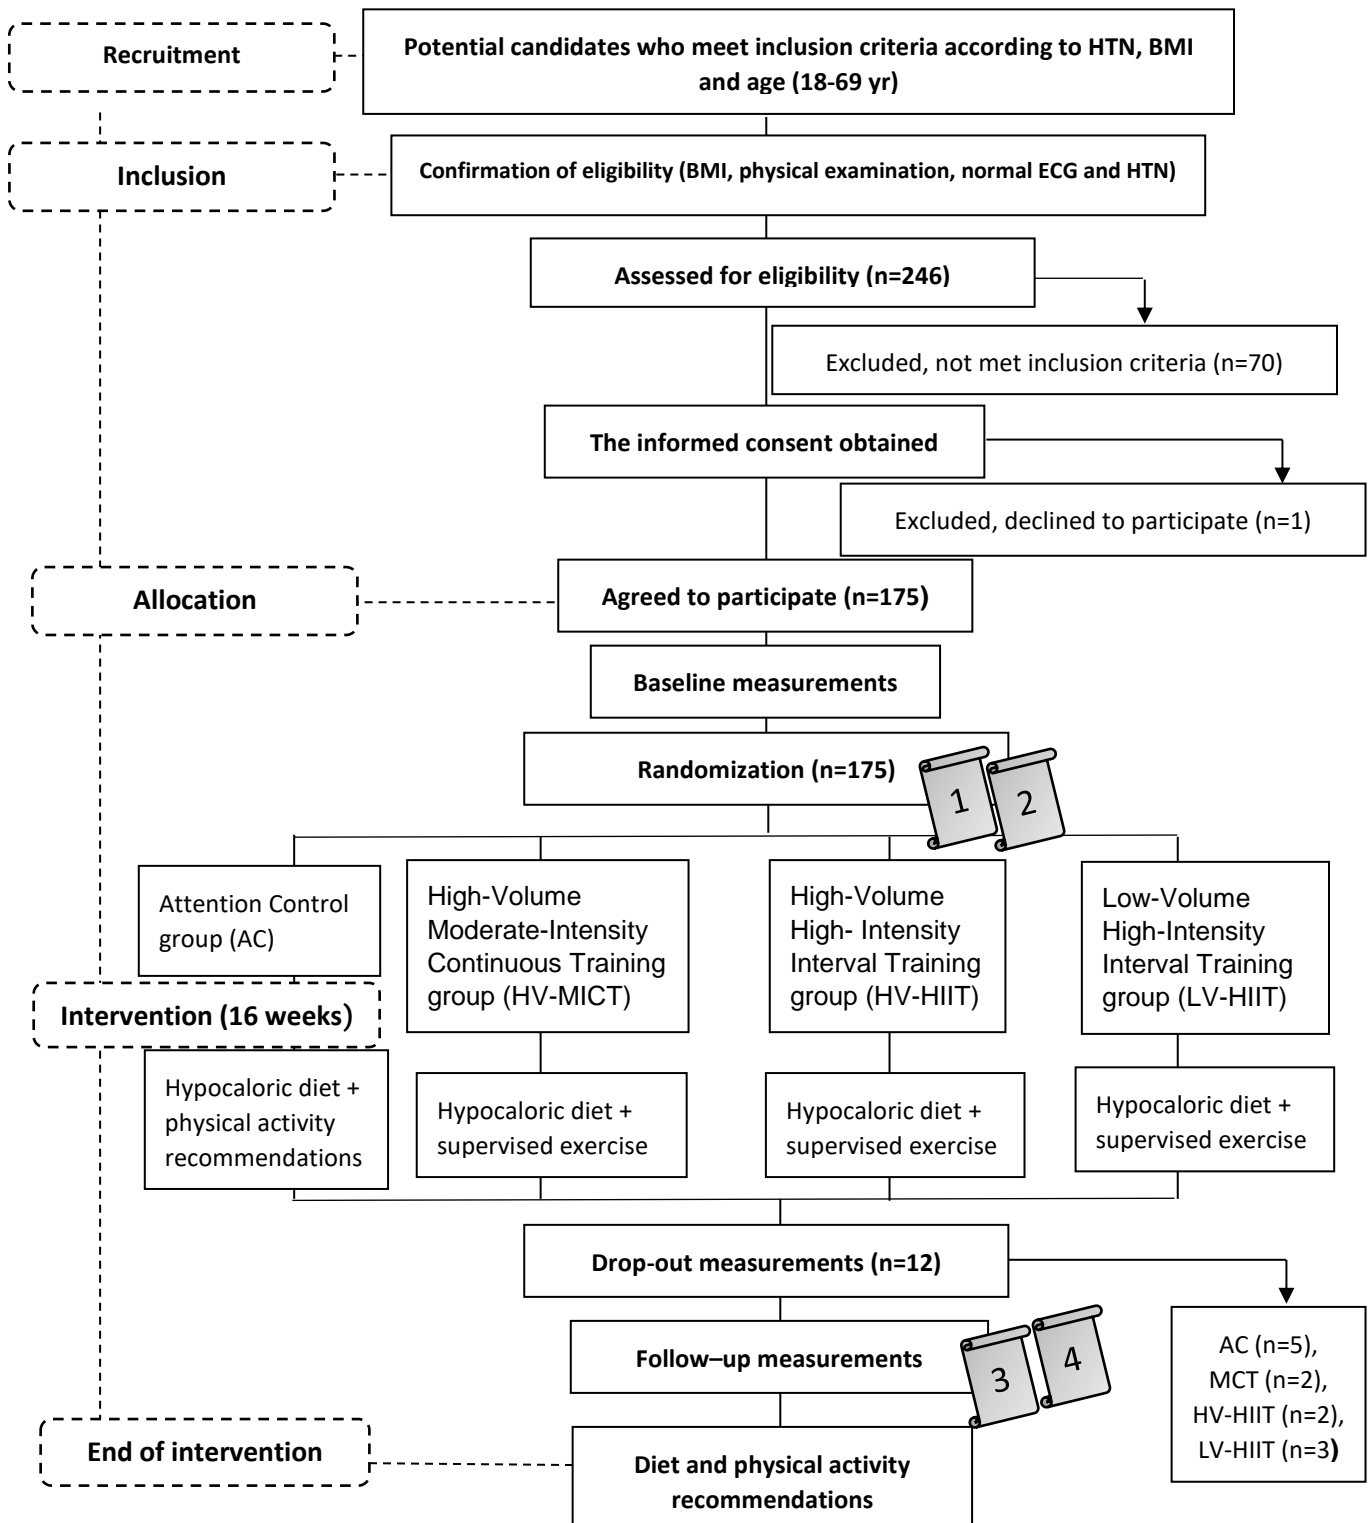 Recruitment
Potential candidates who meet inclusion criteria according to HTN, BMI
and age (18-69 yr)
Inclusion
Confirmation of eligibility (BMI, physical examination, normal ECG and HTN)
Assessed for eligibility (n=246)
Excluded, not met inclusion criteria (n=70)
The informed consent obtained
Excluded, declined to participate (n=1)
Allocation
Agreed to participate (n=175)
Baseline measurements
Randomization (n=175)
1
2
Attention Control
group (AC)
High-Volume
Moderate-Intensity
Continuous Training
group (HV-MICT)
High-Volume
High- Intensity
Interval Training
group (HV-HIIT)
Low-Volume
High-Intensity
Interval Training
group (LV-HIIT)
Intervention (16 weeks)
Hypocaloric diet +
physical activity
recommendations
Hypocaloric diet +
supervised exercise
Hypocaloric diet +
supervised exercise
Hypocaloric diet +
supervised exercise
Drop-out measurements (n=12)
AC (n=5),
MCT (n=2),
HV-HIIT (n=2),
LV-HIIT (n=3)
Follow–up measurements
3
4
End of intervention
Diet and physical activity
recommendations